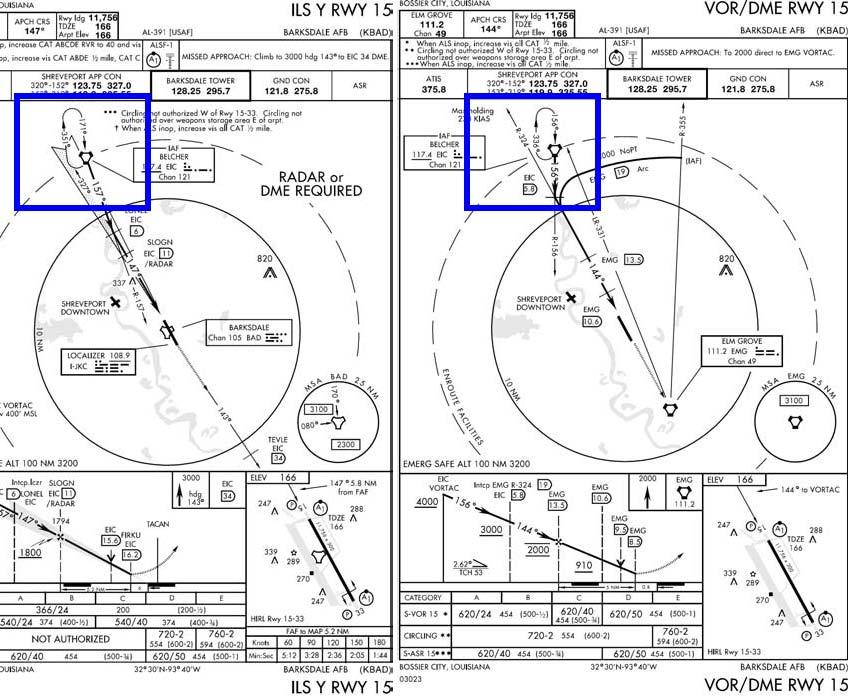 LOUISIANA
ILS Y RWY 15
APCH CRS
147°
Rwy ldg 11,756
TDZE 166
Arpt Elev 166
AL-391 [USAF]
BARKSDALE AFB (KBAD)
increase CAT ABCDE RVR to 40 and vis
inop, increase vis CAT ABDE ½ mile, CAT C
ALSF-1
A1
MISSED APPROACH: Climb to 3000 hdg 143° to EIC 34 DME.
SHREVEPORT APP CON
320°-152° 123.75 327.0
BARKSDALE TOWER
128.25 295.7
GND CON
121.8 275.8
ASR
*** Circling not authorized W of Rwy 15-33. Circling not
authorized over weapons storage area E of arpt.
† When ALS inop, increase vis all CAT ½ mile.
351°
171°
IAF
BELCHER
EIC
Chan 121
RADAR or
DME REQUIRED
327°
157°
EIC
6
SLOGN
EIC 11
/RADAR
820
147°
337
R-157
SHREVEPORT
DOWNTOWN
BARKSDALE
Chan 105 BAD
LOCALIZER 108.9
I-JKC
10 NM
143°
VORTAC
400' MSL
MSA BAD 25 NM
170°
3100
080°
2300
TEVLE
EIC
34
EMERG SAFE ALT 100 NM 3200
Intcp.lczr
6 EIC
LONEL
SLOGN
EIC 11
/RADAR
3000
hdg
143°
EIC
34
147°
1794
1800
EIC
15.6
FIRKU
EIC
16.2
TACAN
5.2 NM
ELEV 166
147° 5.8 NM
from FAF
247
288
TDZE
166
339
289
270
247
HIRL Rwy 15-33
P
33
A B C D E
366/24 200 (200-½)
540/24 374 (400-½) 540/40 374 (400-¾)
NOT AUTHORIZED
720-2
554 (600-2)
760-2
594 (600-2)
620/40 454 (500-¾) 620/50 454 (500-1)
FAF to MAP 5.2 NM
Knots 60 90 120 150 180
Min:Sec 5:12 3:28 2:36 2:05 1:44
LOUISIANA
32°30'N-93°40'W
BARKSDALE AFB (KBAD)
ILS Y RWY 15
BOSSIER CITY, LOUISIANA
VOR/DME RWY 15
ELM GROVE
111.2
Chan 49
APCH CRS
144°
Rwy ldg 11,756
TDZE 166
Arpt Elev 166
AL-391 [USAF]
BARKSDALE AFB (KBAD)
* When ALS inop, increase vis all CAT ½ mile.
** Circling not authorized W of Rwy 15-33. Circling not
authorized over weapons storage area E of arpt.
*** When ALS inop, increase vis all CAT ½ mile.
ALSF-1
A1
MISSED APPROACH: To 2000 direct to EMG VORTAC.
ATIS
375.8
SHREVEPORT APP CON
320°-152° 123.75 327.0
BARKSDALE TOWER
128.25 295.7
GND CON
121.8 275.8
ASR
Max holding
KIAS
R-324
336°
156°
IAF
BELCHER
117.4 EIC
Chan 121
EIC
5.8
156°
NoPT
EMG 19 Arc
R-355
(IAF)
R-331
R-156
EMG 13.5
820
144°
SHREVEPORT
DOWNTOWN
EMG
10.6
ELM GROVE
111.2 EMG
Chan 49
10 NM
ENROUTE FACILITIES
MSA EMG 25 NM
3100
EMERG SAFE ALT 100 NM 3200
EIC
VORTAC
4000
Intcp EMG R-324
EIC
5.8
19
EMG
13.5
EMG
10.6
2000
EMG
111.2
156°
3000
144°
2000
EMG
9.5
EMG
8.5
910
2.62°
TCH 53
5 NM
ELEV 166
144° to VORTAC
247
288
TDZE
166
339
289
270
247
HIRL Rwy 15-33
P
33
CATEGORY A B C D E
S-VOR 15 * 620/24 454 (500-½) 620/40 454 (500-¾) 620/50 454 (500-1)
CIRCLING ** 720-2 554 (600-2) 760-2 594 (600-2)
S-ASR 15*** 620/40 454 (500-¾) 620/50 454 (500-1)
BOSSIER CITY, LOUISIANA
03023
32°30'N-93°40'W
BARKSDALE AFB (KBAD)
VOR/DME RWY 15